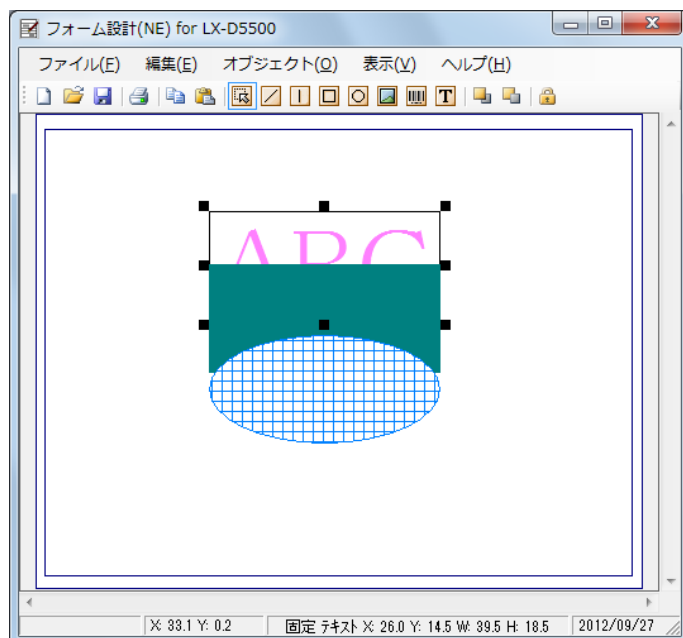 フォーム設計(NE) for LX-D5500
ファイル(F) 編集(E) オブジェクト(O) 表示(V) ヘルプ(H)
T
ABC
X: 33.1 Y: 0.2 固定 テキスト X: 26.0 Y: 14.5 W: 39.5 H: 18.5 2012/09/27